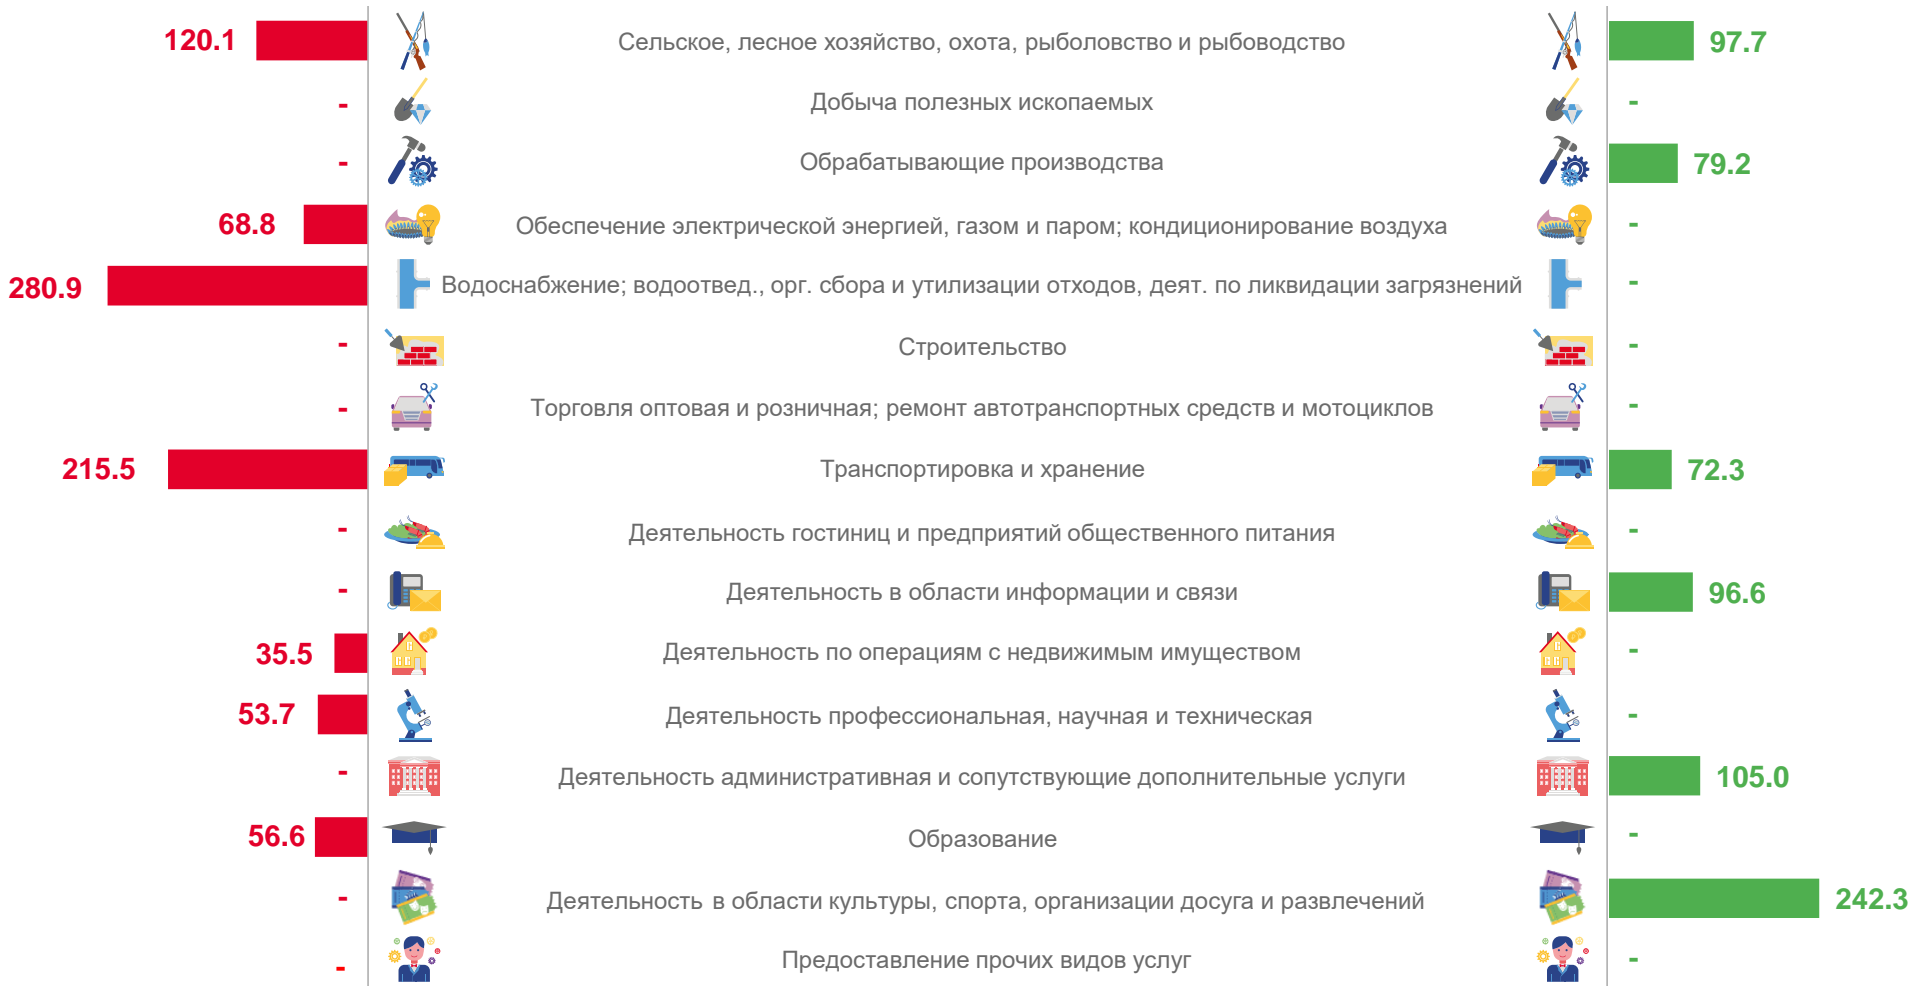 120.1 Сельское, лесное хозяйство, охота, рыболовство и рыбоводство 97.7
- Добыча полезных ископаемых -
- Обрабатывающие производства 79.2
68.8 Обеспечение электрической энергией, газом и паром; кондиционирование воздуха -
280.9 Водоснабжение; водоотвед., орг. сбора и утилизации отходов, деят. по ликвидации загрязнений -
- Строительство -
- Торговля оптовая и розничная; ремонт автотранспортных средств и мотоциклов -
215.5 Транспортировка и хранение 72.3
- Деятельность гостиниц и предприятий общественного питания -
- Деятельность в области информации и связи 96.6
35.5 Деятельность по операциям с недвижимым имуществом -
53.7 Деятельность профессиональная, научная и техническая -
- Деятельность административная и сопутствующие дополнительные услуги 105.0
56.6 Образование -
- Деятельность в области культуры, спорта, организации досуга и развлечений 242.3
- Предоставление прочих видов услуг -